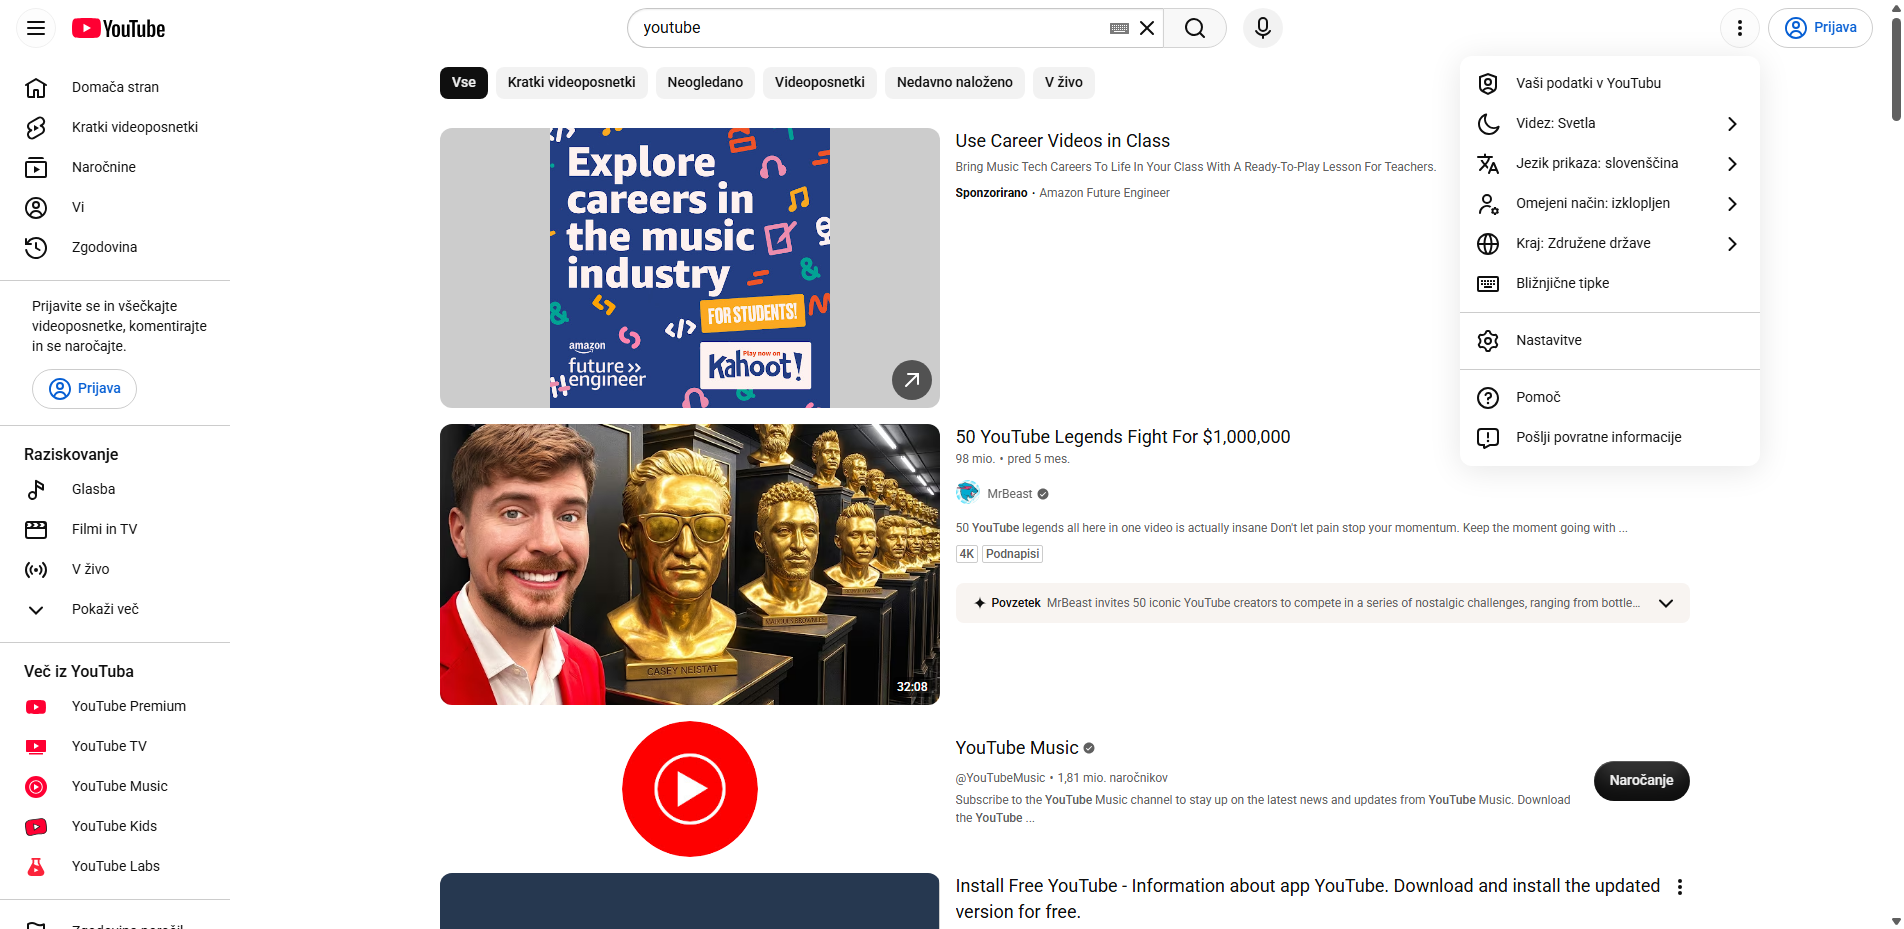 YouTube
youtube
Prijava
Domača stran
Kratki videoposnetki
Naročnine
Vi
Zgodovina
Prijavite se in všečkajte
videoposnetke, komentirajte
in se naročajte.
Prijava
Raziskovanje
Glasba
Filmi in TV
V živo
Pokaži več
Več iz YouTuba
YouTube Premium
YouTube TV
YouTube Music
YouTube Kids
YouTube Labs
Vse
Kratki videoposnetki
Neogledano
Videoposnetki
Nedavno naloženo
V živo
Explore
careers in
the music
industry
FOR STUDENTS!
amazon
future
engineer
Play now on
Kahoot!
Use Career Videos in Class
Bring Music Tech Careers To Life In Your Class With A Ready-To-Play Lesson For Teachers.
Sponzorirano · Amazon Future Engineer
CASEY NEISTAT
MARQUES BROWNLEE
32:08
50 YouTube Legends Fight For $1,000,000
98 mio. • pred 5 mes.
MrBeast
50 YouTube legends all here in one video is actually insane Don't let pain stop your momentum. Keep the moment going with ...
4K
Podnapisi
Povzetek MrBeast invites 50 iconic YouTube creators to compete in a series of nostalgic challenges, ranging from bottle...
YouTube Music
@YouTubeMusic • 1,81 mio. naročnikov
Subscribe to the YouTube Music channel to stay up on the latest news and updates from YouTube Music. Download
the YouTube ...
Naročanje
Install Free YouTube - Information about app YouTube. Download and install the updated
version for free.
Vaši podatki v YouTubu
Videz: Svetla
Jezik prikaza: slovenščina
Omejeni način: izklopljen
Kraj: Združene države
Bližnjične tipke
Nastavitve
Pomoč
Pošlji povratne informacije